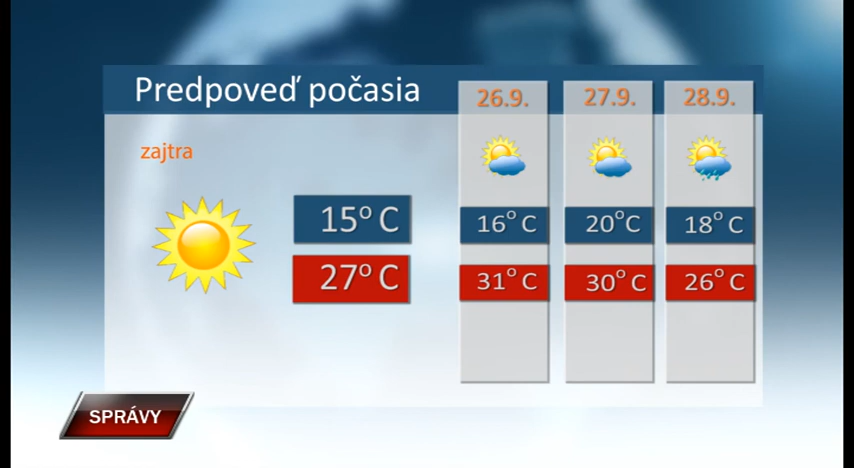 Predpoveď počasia
zajtra
15° C
27° C
26.9.
16° C
31° C
27.9.
20°C
30° C
28.9.
18° C
26° C
SPRÁVY